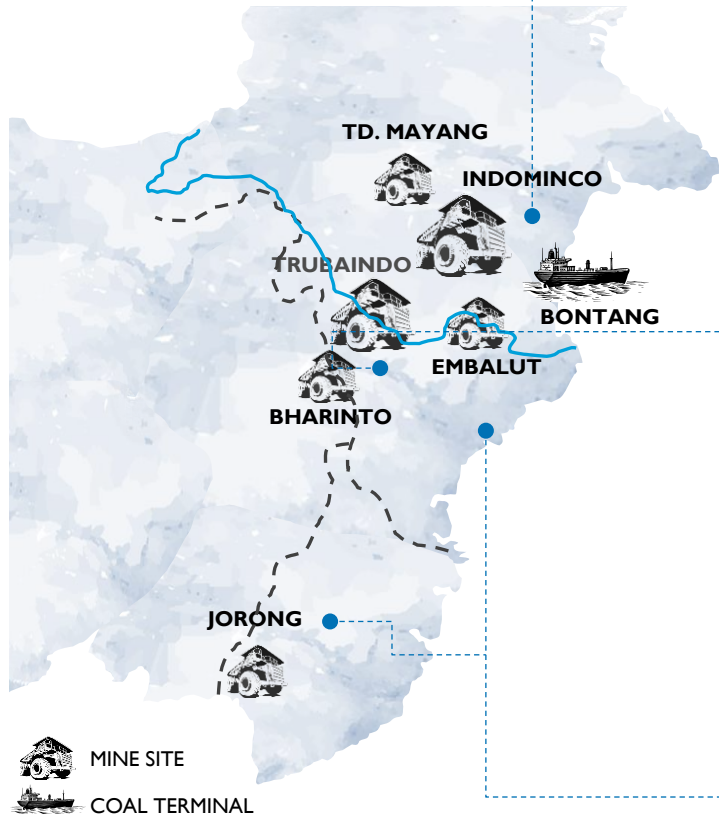 TD. MAYANG
INDOMINCO
TRUBAINDO
BONTANG
EMBALUT
BHARINTO
JORONG
MINE SITE
COAL TERMINAL